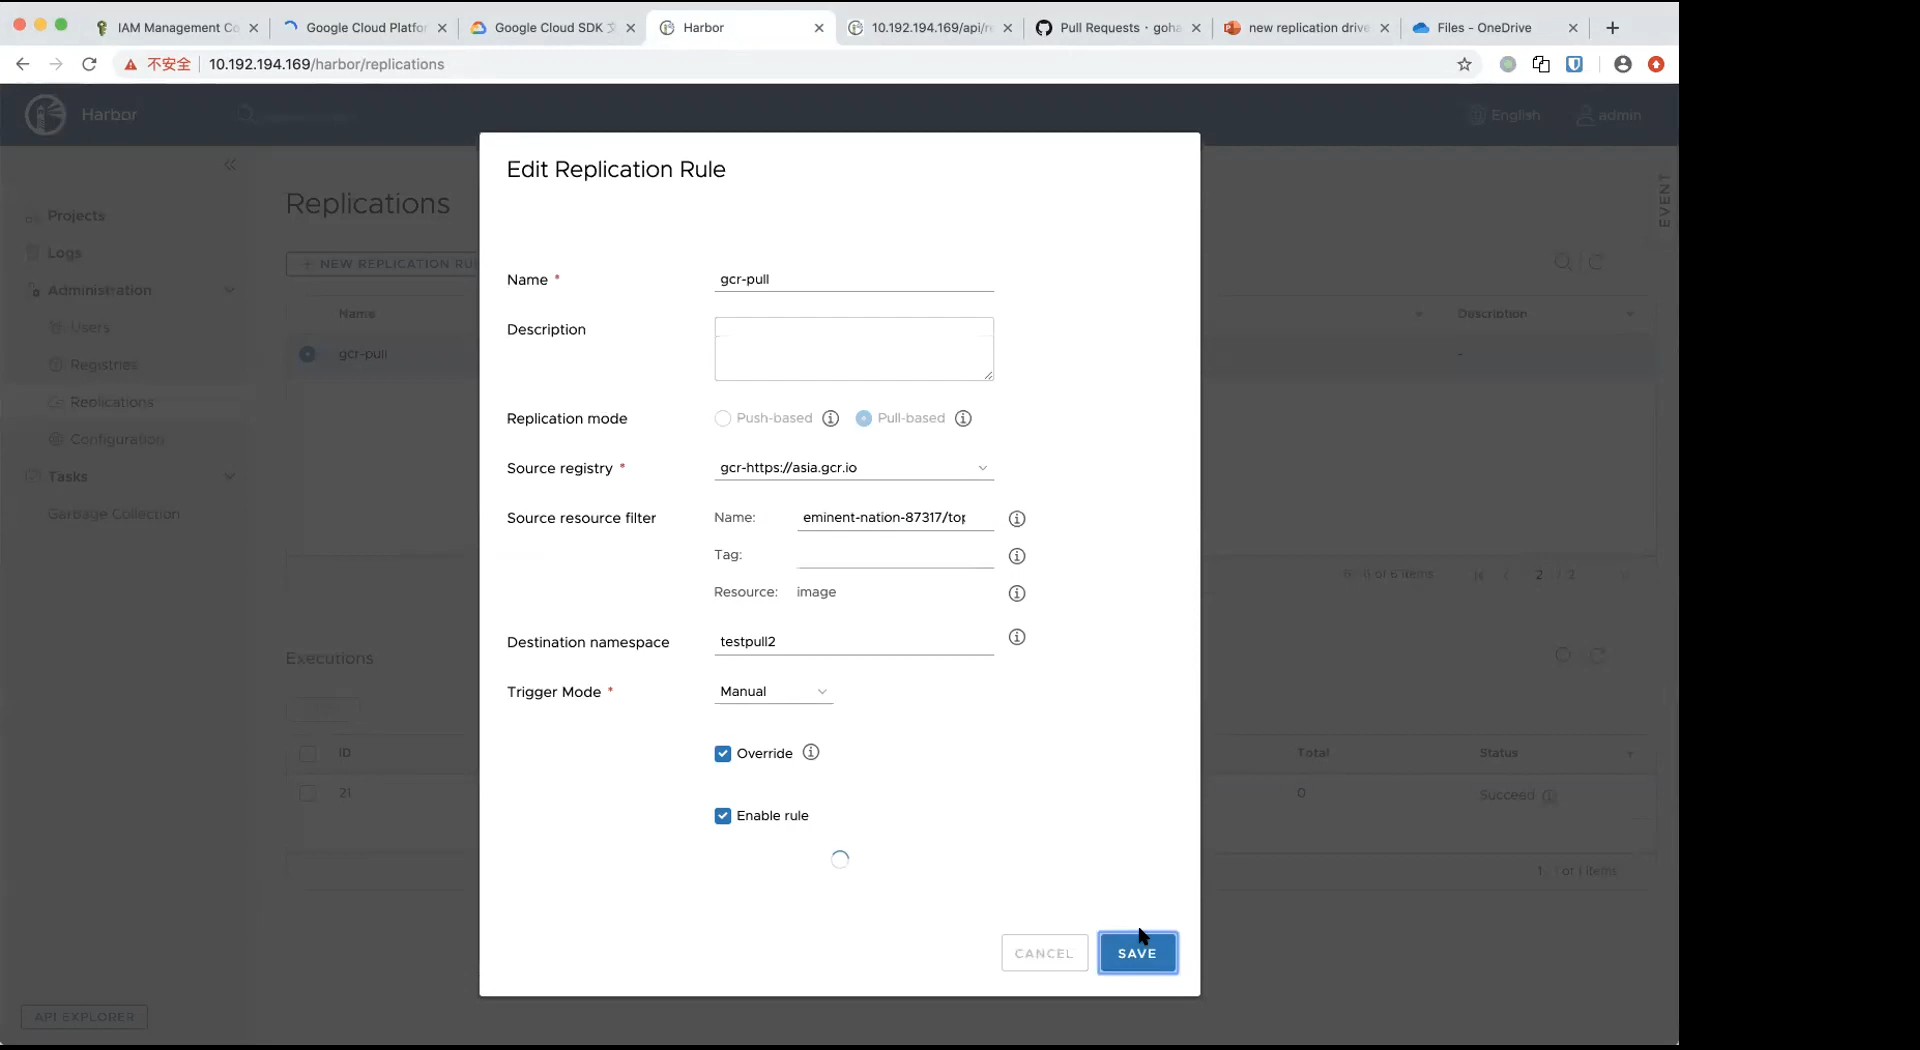 IAM Management Co
Google Cloud Platfor
Google Cloud SDK
Harbor
10.192.194.169/api/re
Pull Requests · goha
new replication drive
Files - OneDrive
不安全
10.192.194.169/harbor/replications
Harbor
English
admin
EVENT
Projects
Logs
Administration
Users
Registries
Replications
Configuration
Tasks
Garbage Collection
API EXPLORER
Replications
NEW REPLICATION RU
Name
Description
gcr-pull
-
Executions
ID
Total
Status
21
0
Succeed
Edit Replication Rule
Name *
gcr-pull
Description
Replication mode
Push-based
Pull-based
Source registry *
gcr-https://asia.gcr.io
Source resource filter
Name:
eminent-nation-87317/top
Tag:
Resource:
image
Destination namespace
testpull2
Trigger Mode *
Manual
Override
Enable rule
CANCEL
SAVE